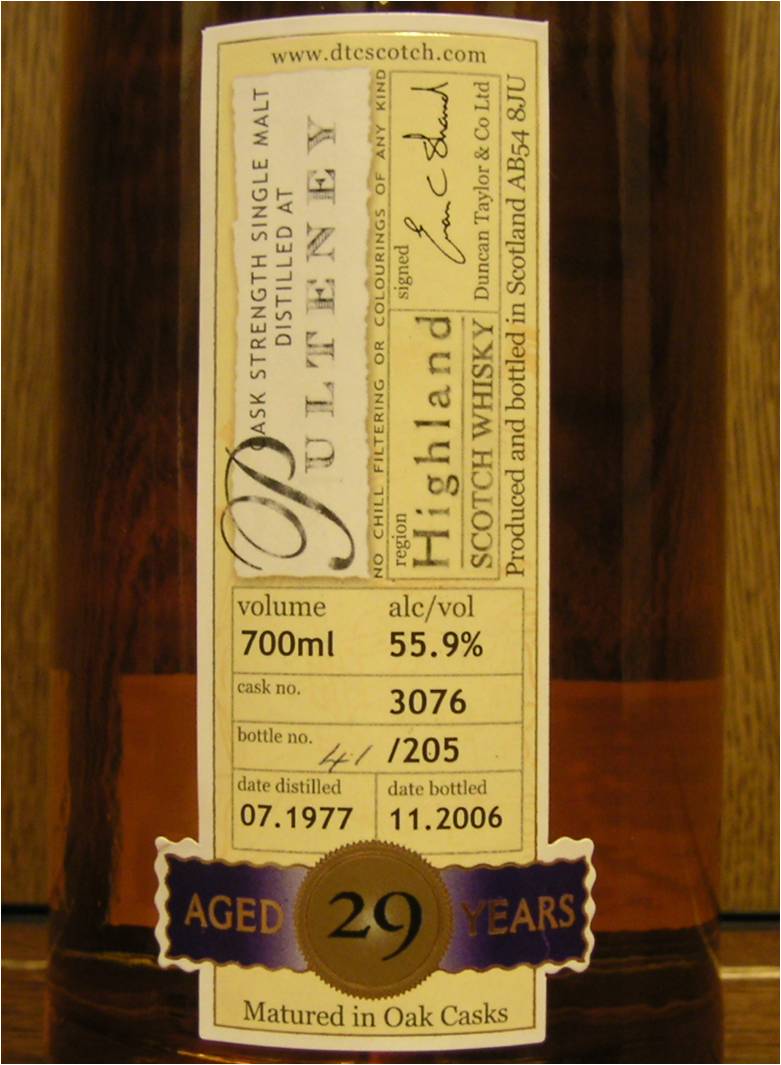 www.dtcscotch.com
CASK STRENGTH SINGLE MALT
DISTILLED AT
PULTENEY
NO CHILL FILTERING OR COLOURINGS OF ANY KIND
region
Highland
SCOTCH WHISKY
signed
Euan C Shand
Duncan Taylor & Co Ltd
Produced and bottled in Scotland AB54 8JU
volume
700ml
alc/vol
55.9%
cask no.
3076
bottle no.
41 /205
date distilled
07.1977
date bottled
11.2006
AGED 29 YEARS
Matured in Oak Casks